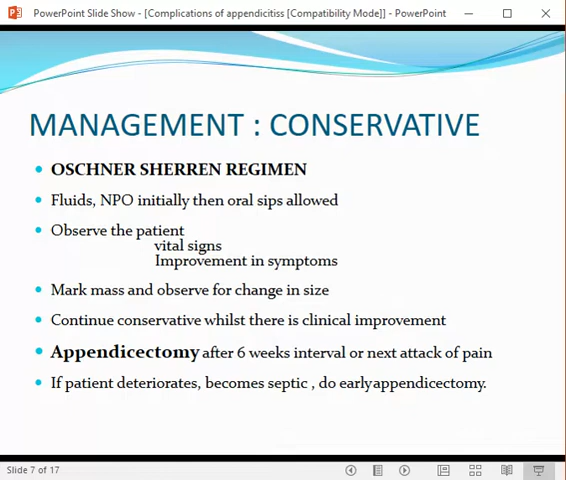 PowerPoint Slide Show - [Complications of appendicitiss [Compatibility Mode]] - PowerPoint
MANAGEMENT : CONSERVATIVE
• OSCHNER SHERREN REGIMEN
• Fluids, NPO initially then oral sips allowed
• Observe the patient
vital signs
Improvement in symptoms
• Mark mass and observe for change in size
• Continue conservative whilst there is clinical improvement
• Appendicectomy after 6 weeks interval or next attack of pain
• If patient deteriorates, becomes septic , do early appendicectomy.
Slide 7 of 17